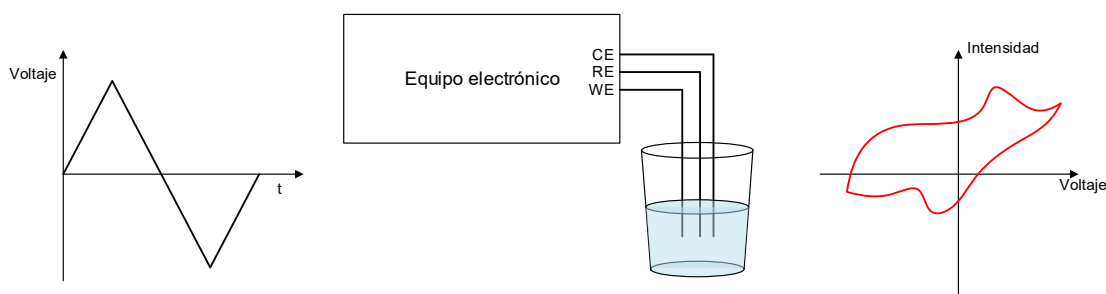 Voltaje
t
Equipo electrónico
CE
RE
WE
Intensidad
Voltaje